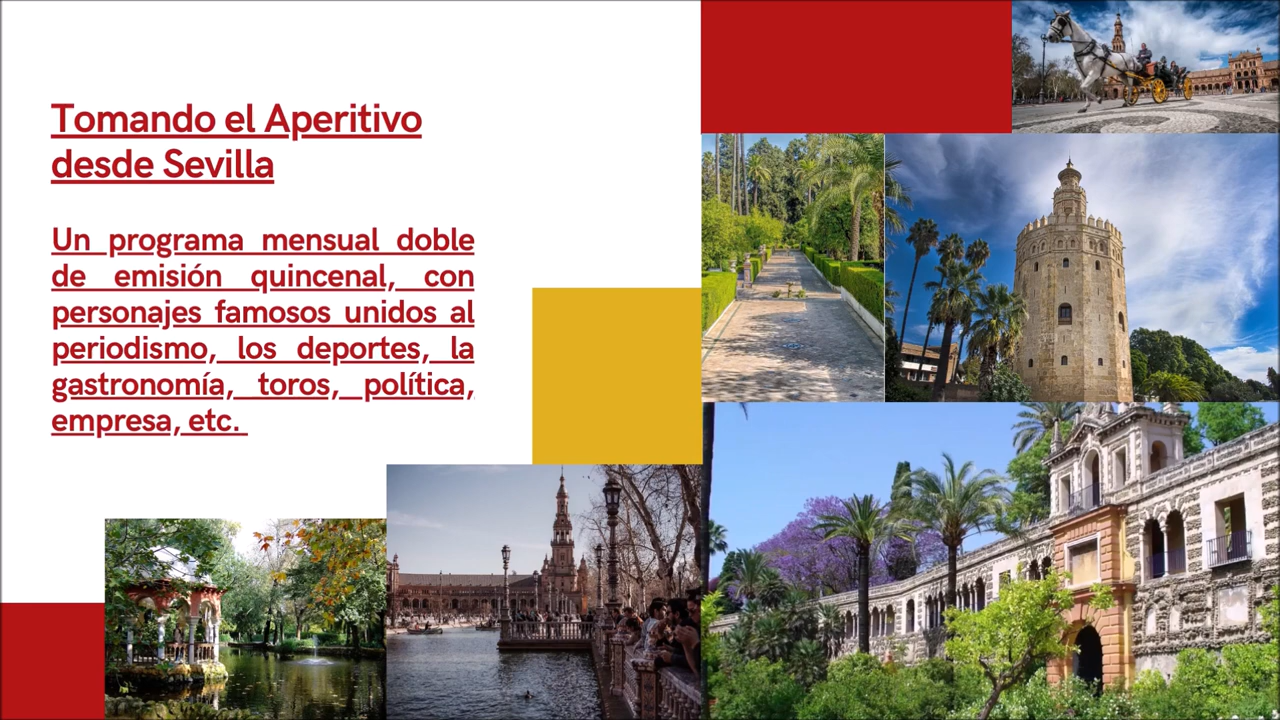 Tomando el Aperitivo
desde Sevilla
Un programa mensual doble
de emisión quincenal, con
personajes famosos unidos al
periodismo, los deportes, la
gastronomía, toros, política,
empresa, etc.